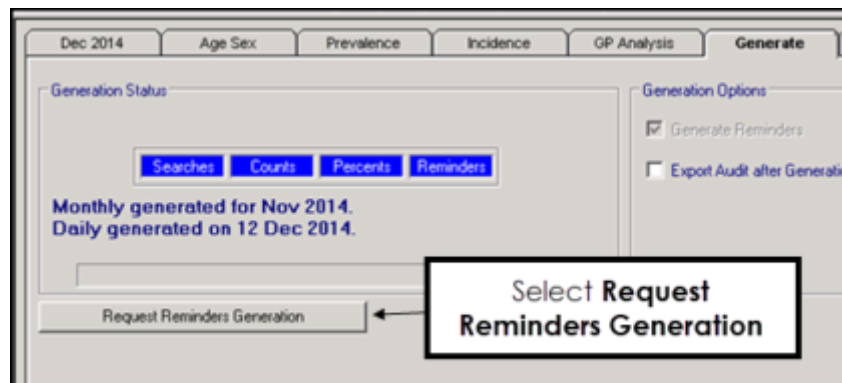 Dec 2014 Age Sex Prevalence Incidence GP Analysis Generate
Generation Status
Generation Options
Generate Reminders
Searches Counts Percents Reminders
Export Audit after Generatio
Monthly generated for Nov 2014.
Daily generated on 12 Dec 2014.
Request Reminders Generation
Select Request
Reminders Generation